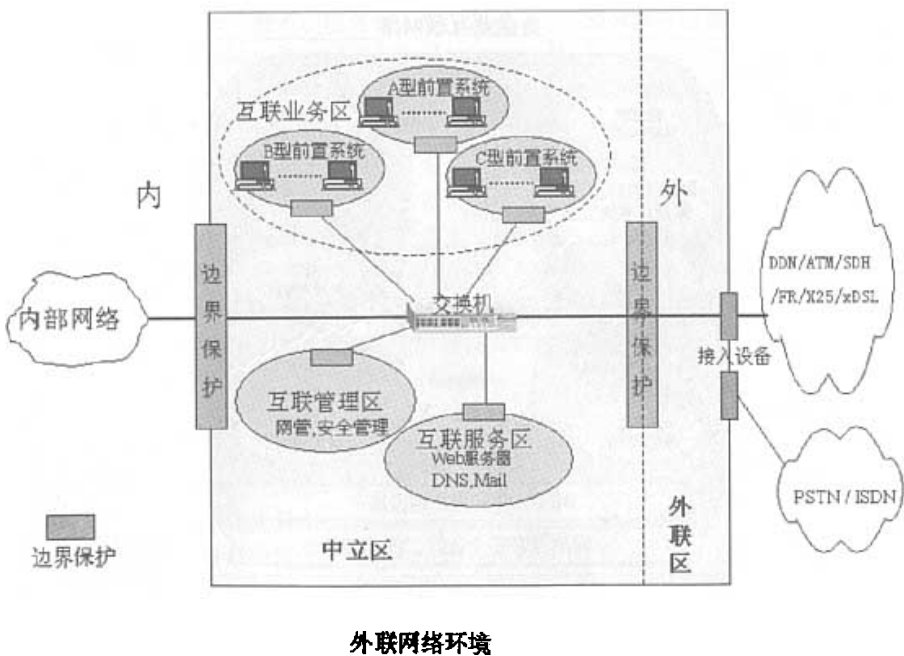 A型前置系统
互联业务区
B型前置系统
C型前置系统
内
外
边界保护
边界保护
DDN/ATM/SDH
/FR/X25/xDSL
内部网络
交换机
接入设备
互联管理区
网管,安全管理
互联服务区
Web服务器
DNS,Mail
PSTN / ISDN
边界保护
中立区
外联区
外联网络环境